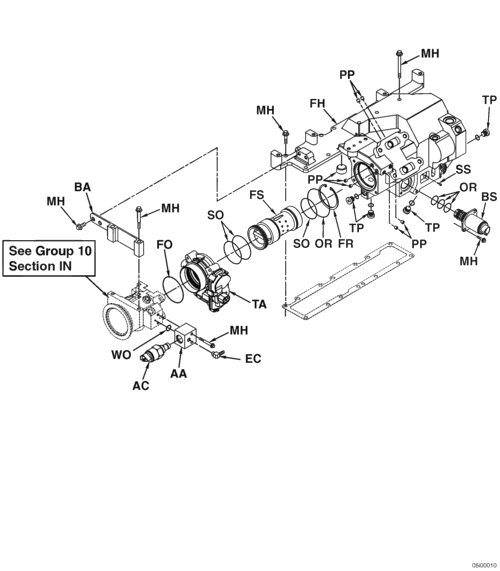 MH
PP
TP
FH
MH
PP
SS
OR
BS
BA
MH
MH
FS
SO
SO
OR
FR
TP
TP
PP
MH
See Group 10
Section IN
FO
TA
WO
MH
AA
EC
AC
06i00010